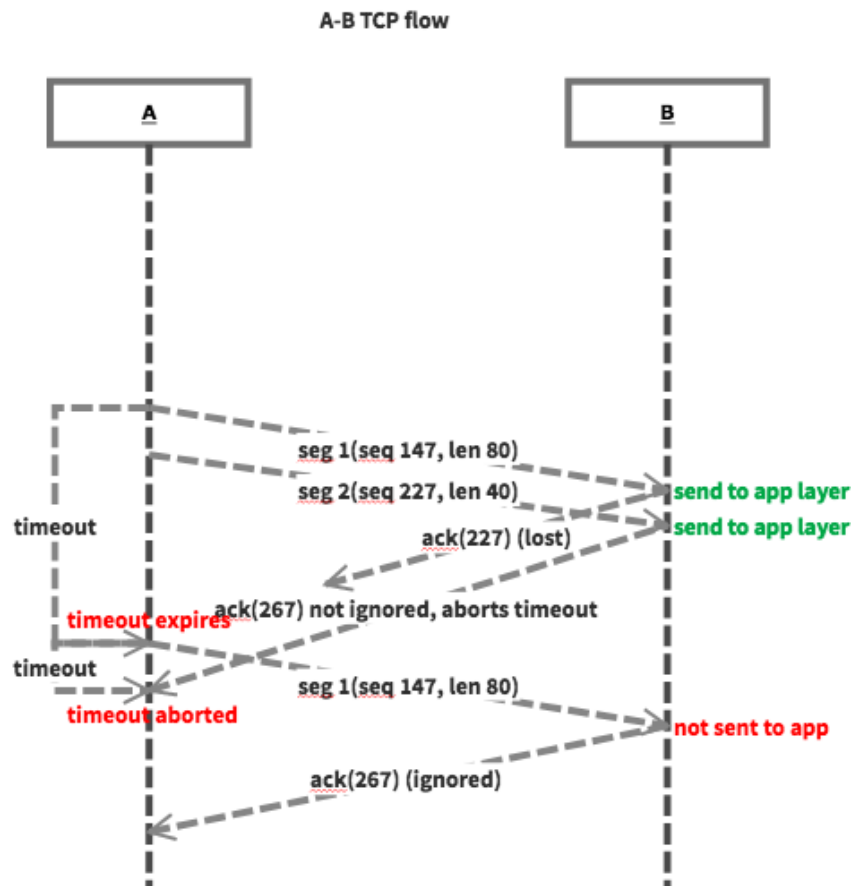 A-B TCP flow
A
B
seg 1(seq 147, len 80)
seg 2(seq 227, len 40)
send to app layer
timeout
send to app layer
ack(227) (lost)
ack(267) not ignored, aborts timeout
timeout expires
timeout
seg 1(seq 147, len 80)
timeout aborted
not sent to app
ack(267) (ignored)